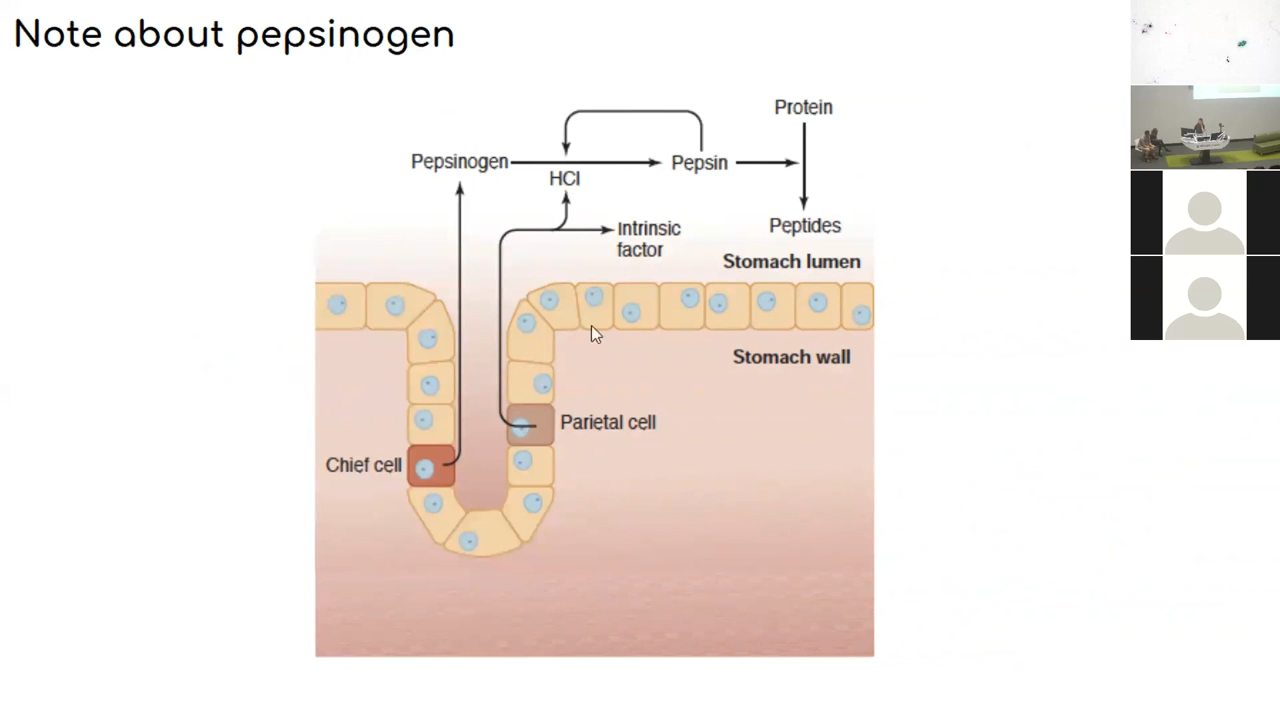 Note about pepsinogen
Protein
Pepsinogen
Pepsin
HCl
Intrinsic
factor
Peptides
Stomach lumen
Stomach wall
Parietal cell
Chief cell